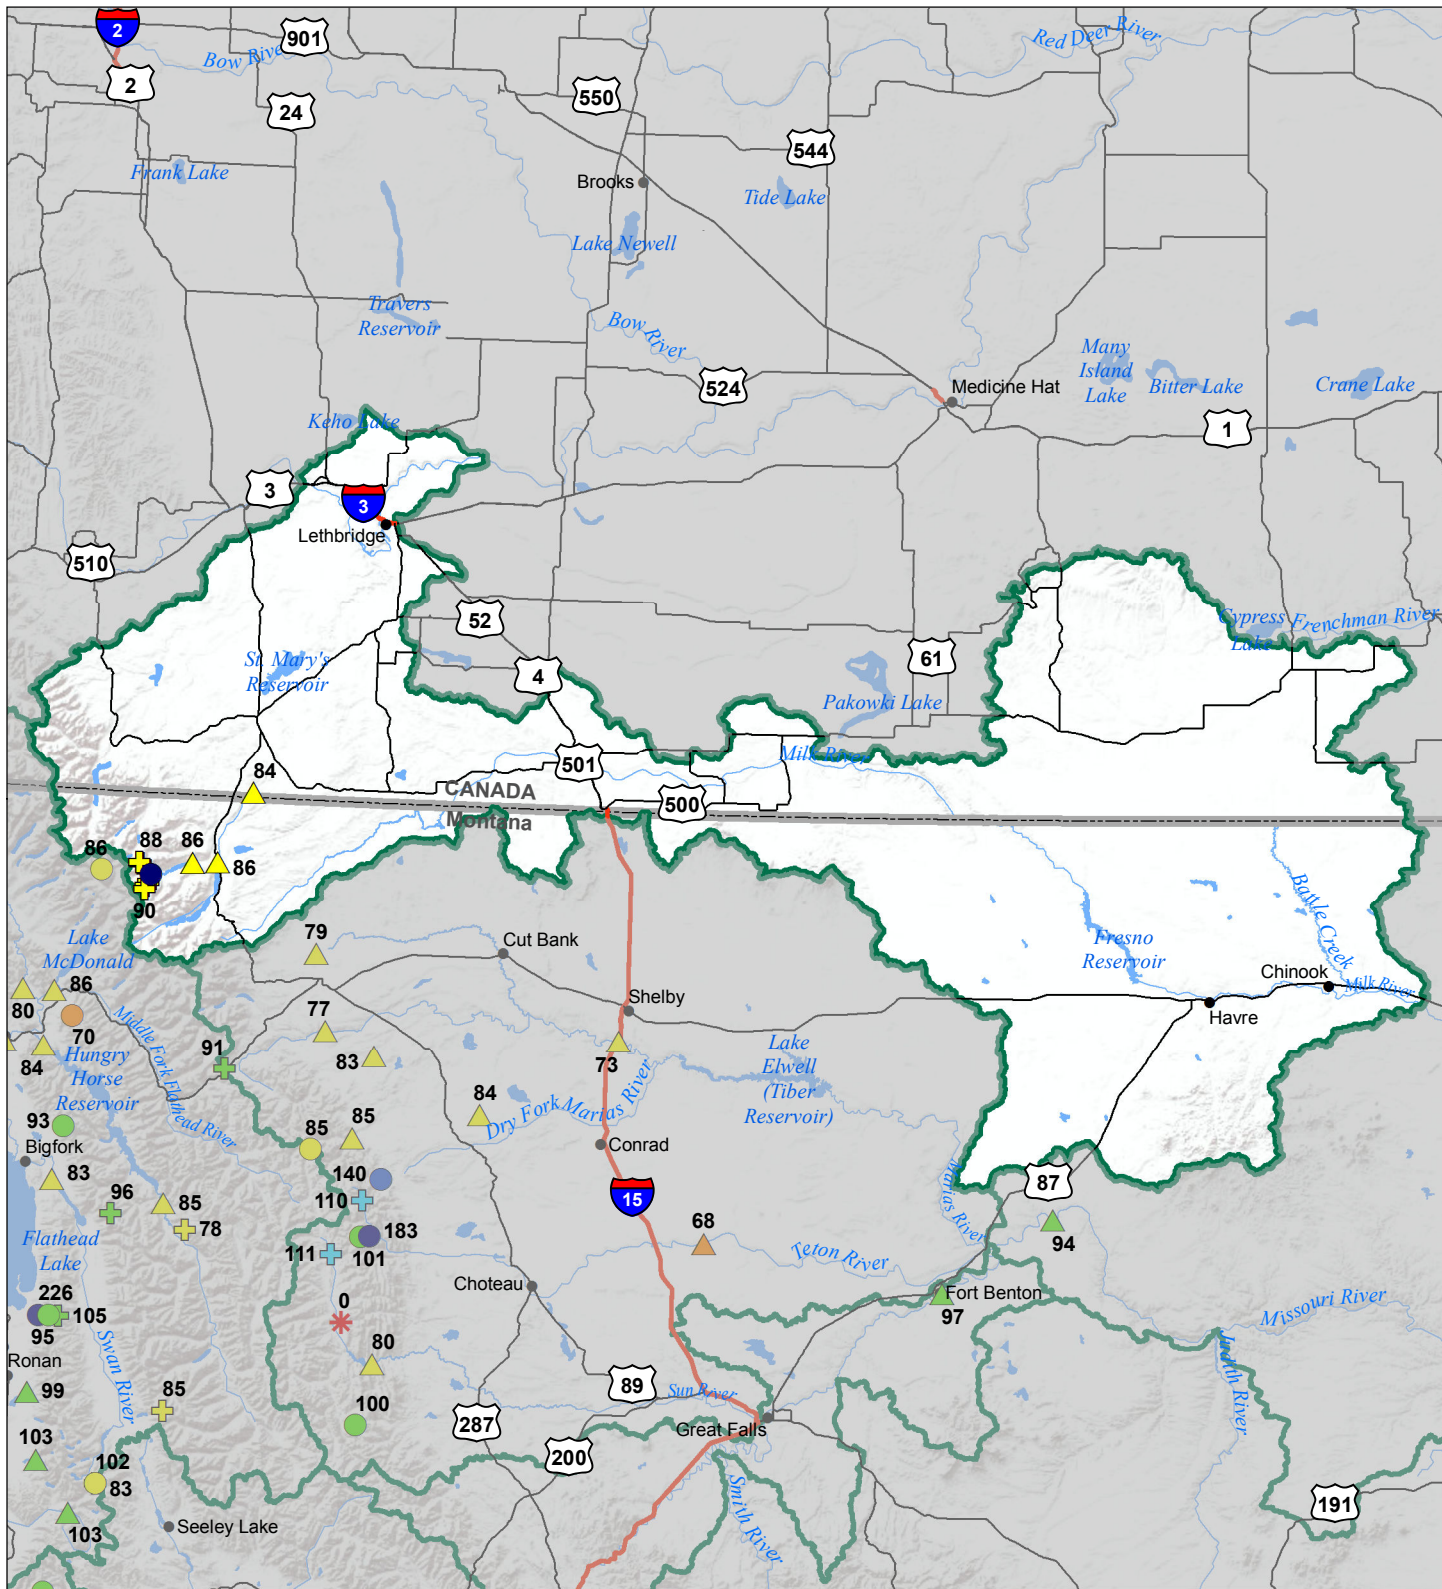 2
901
Bow River
Red Deer River
2
24
550
544
Frank Lake
Brooks
Tide Lake
Lake Newell
Travers
Reservoir
Bow River
Many
Island
Lake
Bitter Lake
Crane Lake
524
Medicine Hat
Keho Lake
1
3
3
Lethbridge
510
52
Cypress
Lake
Frenchman River
61
St. Mary's
Reservoir
4
Pakowki Lake
Milk River
501
84
CANADA
500
Montana
86
88
86
86
90
Battle Creek
Lake
McDonald
79
Cut Bank
Fresno
Reservoir
Chinook
Milk River
80
86
70
Shelby
Havre
77
Middle Fork Flathead River
84
Hungry
Horse
Reservoir
91
83
73
Lake
Elwell
(Tiber
Reservoir)
84
Dry Fork Marias River
93
Bigfork
85
85
Conrad
83
140
Marias River
87
96
85
110
15
78
183
68
94
Flathead
Lake
111
101
Teton River
Choteau
Fort Benton
226
105
0
97
95
Missouri River
Ronan
Swan River
80
Judith River
99
85
89
Sun River
100
287
Great Falls
103
200
102
83
Smith River
191
103
Seeley Lake